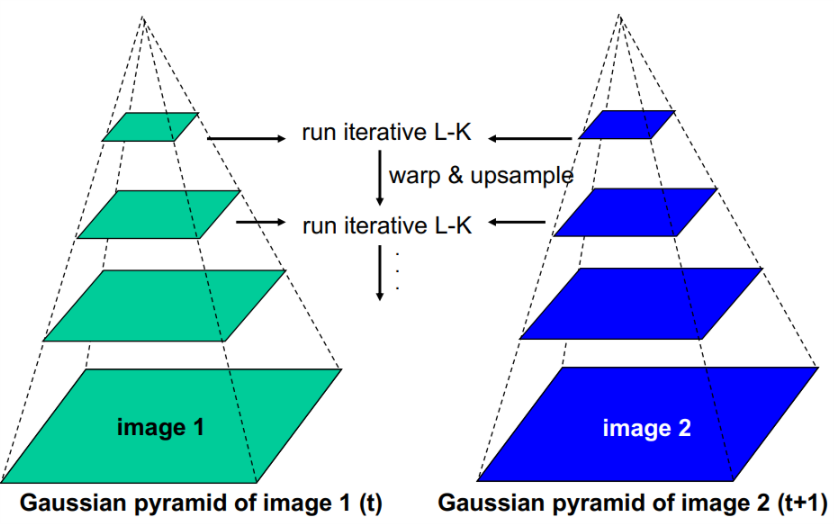 run iterative L-K
warp & upsample
run iterative L-K
.
.
.
image 1
image 2
Gaussian pyramid of image 1 (t)
Gaussian pyramid of image 2 (t+1)